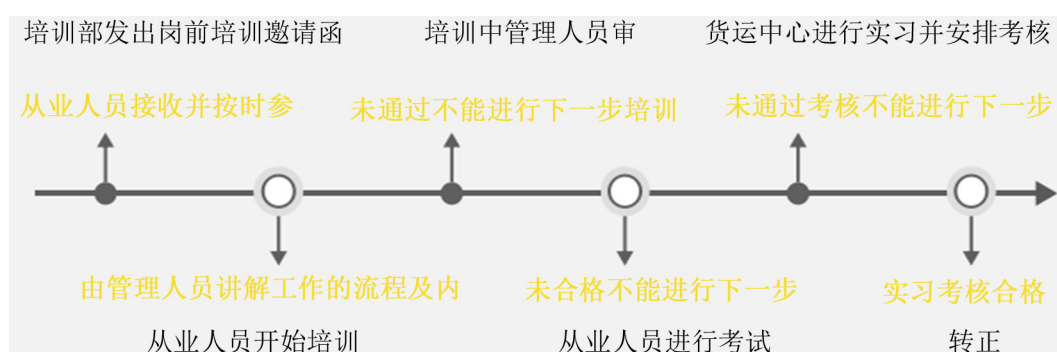 培训部发出岗前培训邀请函
培训中管理人员审
货运中心进行实习并安排考核
从业人员接收并按时参
未通过不能进行下一步培训
未通过考核不能进行下一步
由管理人员讲解工作的流程及内
未合格不能进行下一步
实习考核合格
从业人员开始培训
从业人员进行考试
转正